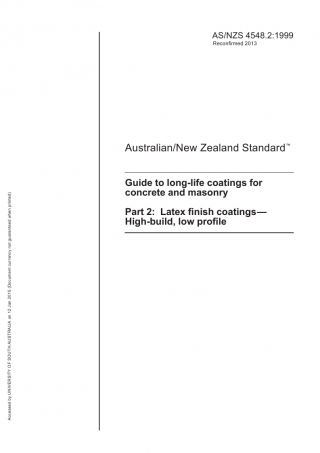 AS/NZS 4548.2:1999
Reconfirmed 2013
Australian/New Zealand Standard™
Guide to long-life coatings for
concrete and masonry
Part 2: Latex finish coatings—
High-build, low profile
Accessed by UNIVERSITY OF SOUTH AUSTRALIA on 12 Jan 2015 (Document currency not guaranteed when printed)